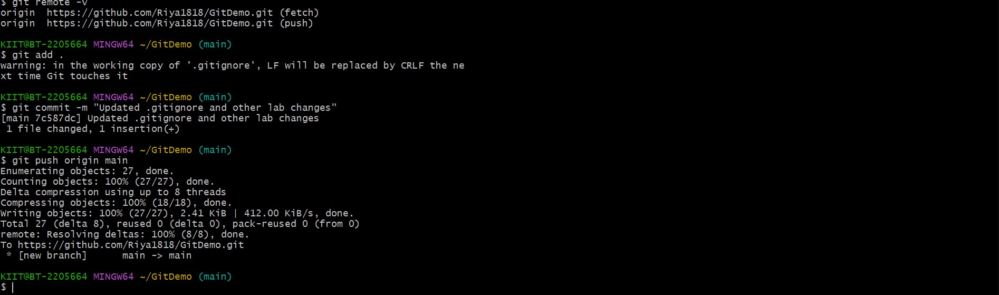 $ git remote -v
origin  https://github.com/Riya1818/GitDemo.git (fetch)
origin  https://github.com/Riya1818/GitDemo.git (push)
KIIT@BT-2205664 MINGW64 ~/GitDemo (main)
$ git add .
warning: in the working copy of '.gitignore', LF will be replaced by CRLF the ne
xt time Git touches it
KIIT@BT-2205664 MINGW64 ~/GitDemo (main)
$ git commit -m "Updated .gitignore and other lab changes"
[main 7c587dc] Updated .gitignore and other lab changes
 1 file changed, 1 insertion(+)
KIIT@BT-2205664 MINGW64 ~/GitDemo (main)
$ git push origin main
Enumerating objects: 27, done.
Counting objects: 100% (27/27), done.
Delta compression using up to 8 threads
Compressing objects: 100% (18/18), done.
Writing objects: 100% (27/27), 2.41 KiB | 412.00 KiB/s, done.
Total 27 (delta 8), reused 0 (delta 0), pack-reused 0 (from 0)
remote: Resolving deltas: 100% (8/8), done.
To https://github.com/Riya1818/GitDemo.git
 * [new branch]      main -> main
KIIT@BT-2205664 MINGW64 ~/GitDemo (main)
$